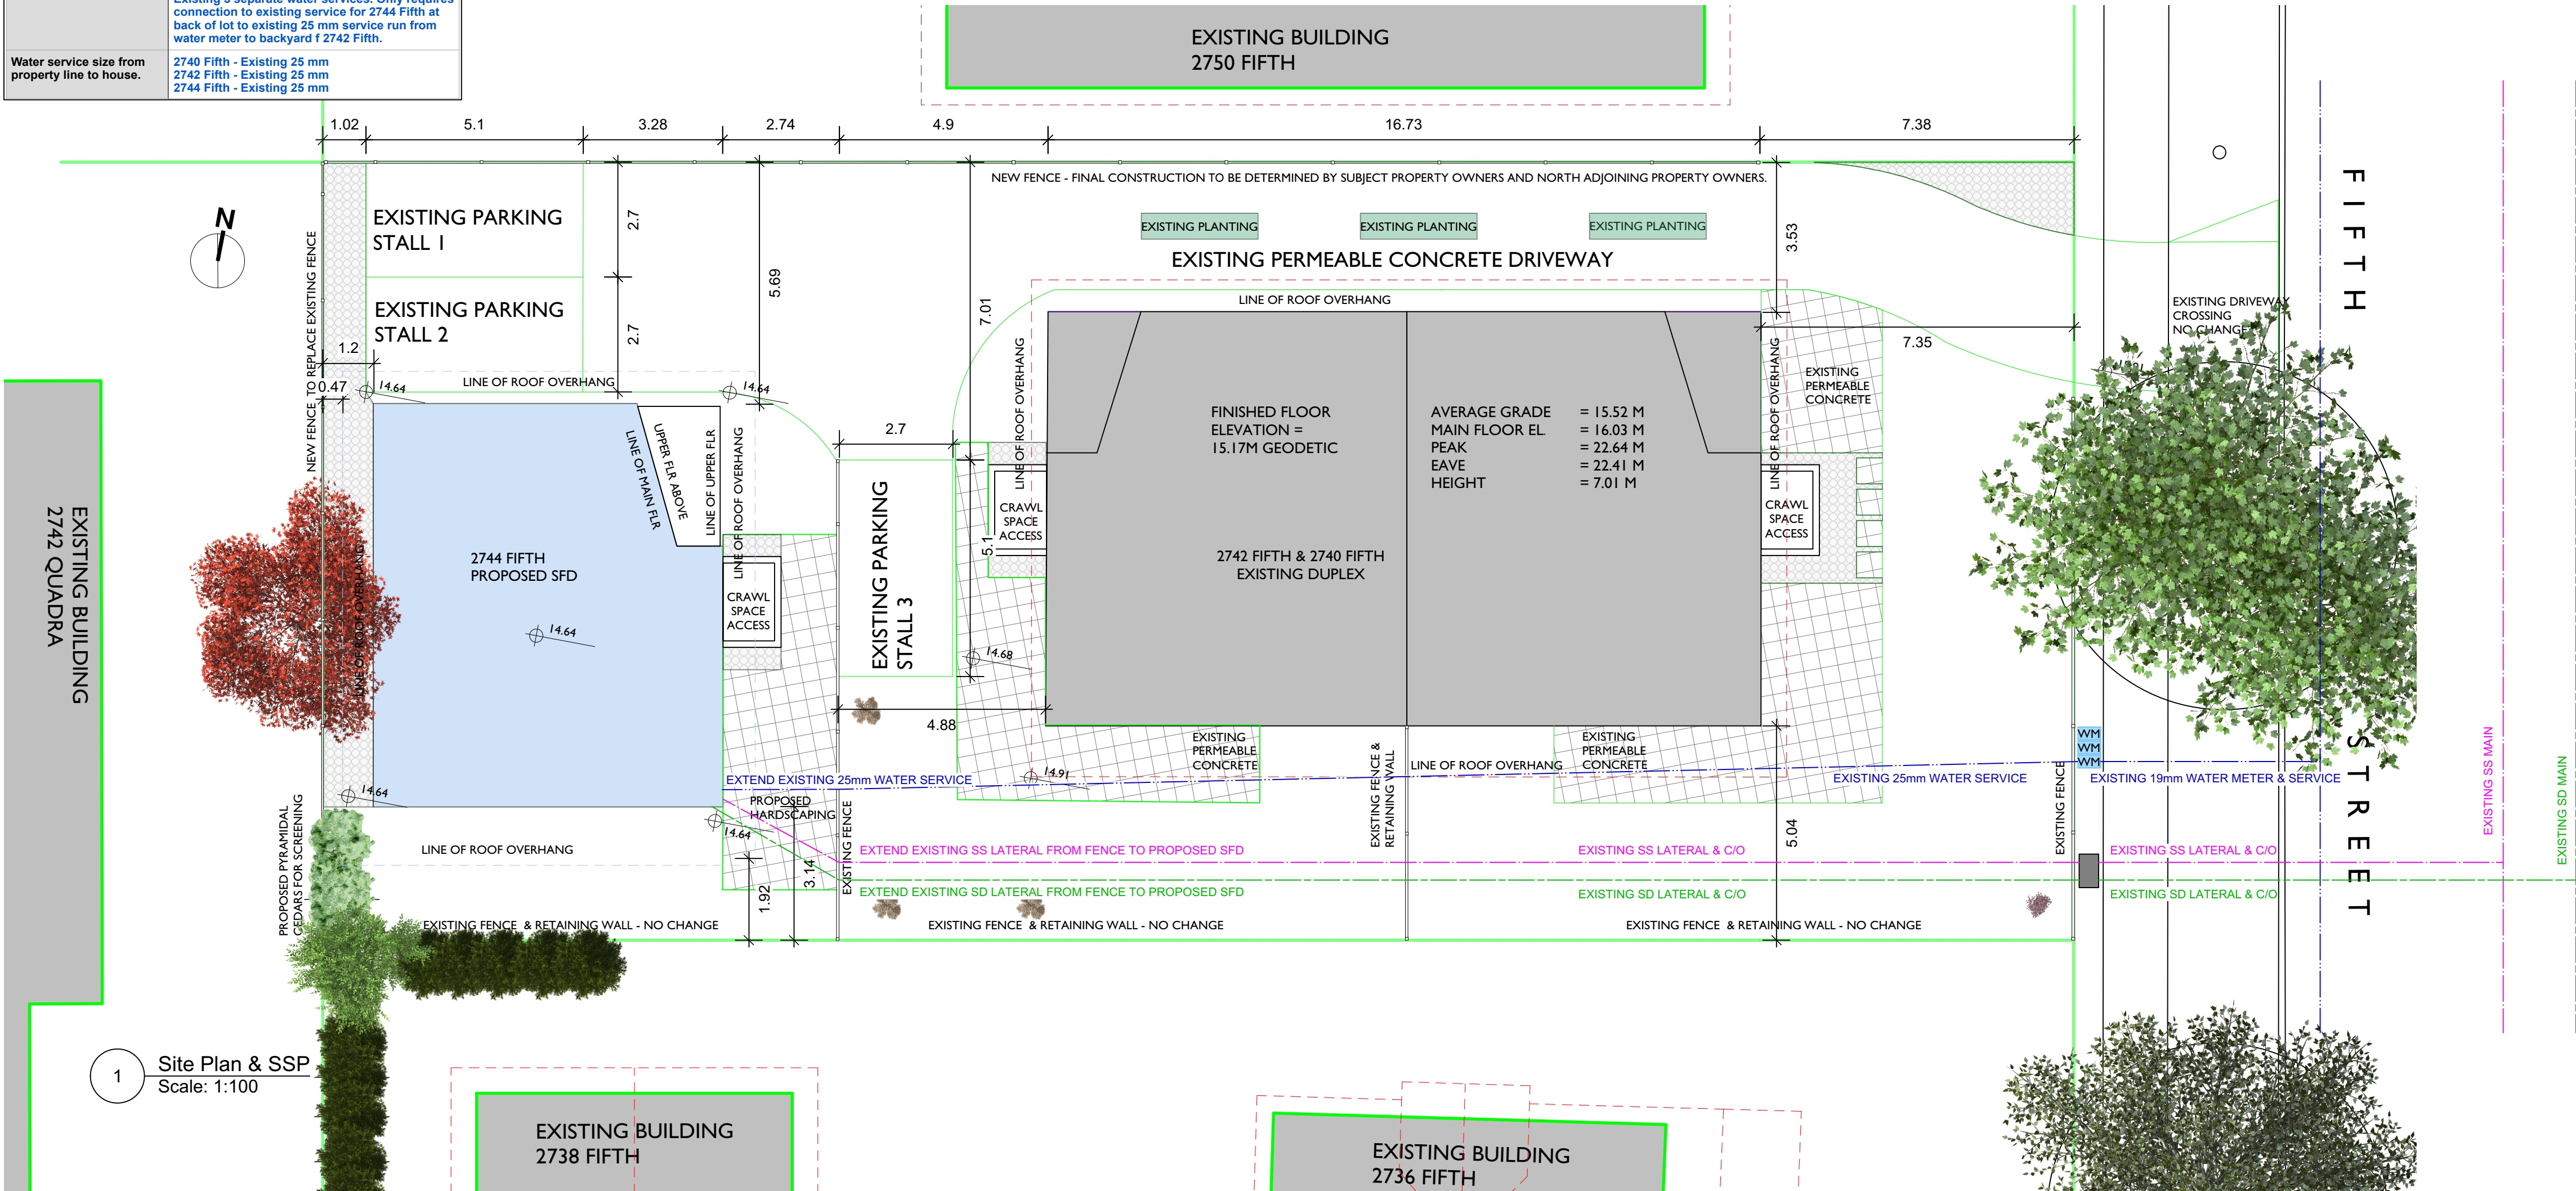 Existing 3 separate water services. Only requires
connection to existing service for 2744 Fifth at
back of lot to existing 25 mm service run from
water meter to backyard f 2742 Fifth.
Water service size from
property line to house.
2740 Fifth - Existing 25 mm
2742 Fifth - Existing 25 mm
2744 Fifth - Existing 25 mm
EXISTING BUILDING
2750 FIFTH
1.02
5.1
3.28
2.74
4.9
16.73
7.38
NEW FENCE - FINAL CONSTRUCTION TO BE DETERMINED BY SUBJECT PROPERTY OWNERS AND NORTH ADJOINING PROPERTY OWNERS.
N
EXISTING PARKING
STALL 1
2.7
EXISTING PARKING
STALL 2
2.7
5.69
7.01
3.53
EXISTING PLANTING
EXISTING PLANTING
EXISTING PLANTING
EXISTING PERMEABLE CONCRETE DRIVEWAY
LINE OF ROOF OVERHANG
NEW FENCE TO REPLACE EXISTING FENCE
1.2
0.47
14.64
LINE OF ROOF OVERHANG
14.64
7.35
EXISTING DRIVEWAY
CROSSING
NO CHANGE
FIFTH
STREET
EXISTING
PERMEABLE
CONCRETE
LINE OF ROOF OVERHANG
LINE OF ROOF OVERHANG
FINISHED FLOOR
ELEVATION =
15.17M GEODETIC
AVERAGE GRADE = 15.52 M
MAIN FLOOR EL. = 16.03 M
PEAK = 22.64 M
EAVE = 22.41 M
HEIGHT = 7.01 M
2.7
LINE OF MAIN FLR
UPPER FLR ABOVE
LINE OF UPPER FLR
LINE OF ROOF OVERHANG
EXISTING BUILDING
2742 QUADRA
LINE OF ROOF OVERHANG
2744 FIFTH
PROPOSED SFD
14.64
CRAWL
SPACE
ACCESS
EXISTING PARKING
STALL 3
5.1
CRAWL
SPACE
ACCESS
2742 FIFTH & 2740 FIFTH
EXISTING DUPLEX
CRAWL
SPACE
ACCESS
14.68
4.88
EXISTING
PERMEABLE
CONCRETE
EXISTING FENCE &
RETAINING WALL
EXISTING
PERMEABLE
CONCRETE
LINE OF ROOF OVERHANG
WM
WM
WM
EXTEND EXISTING 25mm WATER SERVICE
14.91
EXISTING 25mm WATER SERVICE
EXISTING FENCE
EXISTING 19mm WATER METER & SERVICE
EXISTING SS MAIN
EXISTING SD MAIN
14.64
PROPOSED
HARDSCAPING
14.64
EXISTING FENCE
5.04
PROPOSED PYRAMIDAL
CEDARS FOR SCREENING
LINE OF ROOF OVERHANG
1.92
3.14
EXTEND EXISTING SS LATERAL FROM FENCE TO PROPOSED SFD
EXISTING SS LATERAL & C/O
EXISTING SS LATERAL & C/O
EXTEND EXISTING SD LATERAL FROM FENCE TO PROPOSED SFD
EXISTING SD LATERAL & C/O
EXISTING SD LATERAL & C/O
EXISTING FENCE & RETAINING WALL - NO CHANGE
EXISTING FENCE & RETAINING WALL - NO CHANGE
EXISTING FENCE & RETAINING WALL - NO CHANGE
1
Site Plan & SSP
Scale: 1:100
EXISTING BUILDING
2738 FIFTH
EXISTING BUILDING
2736 FIFTH